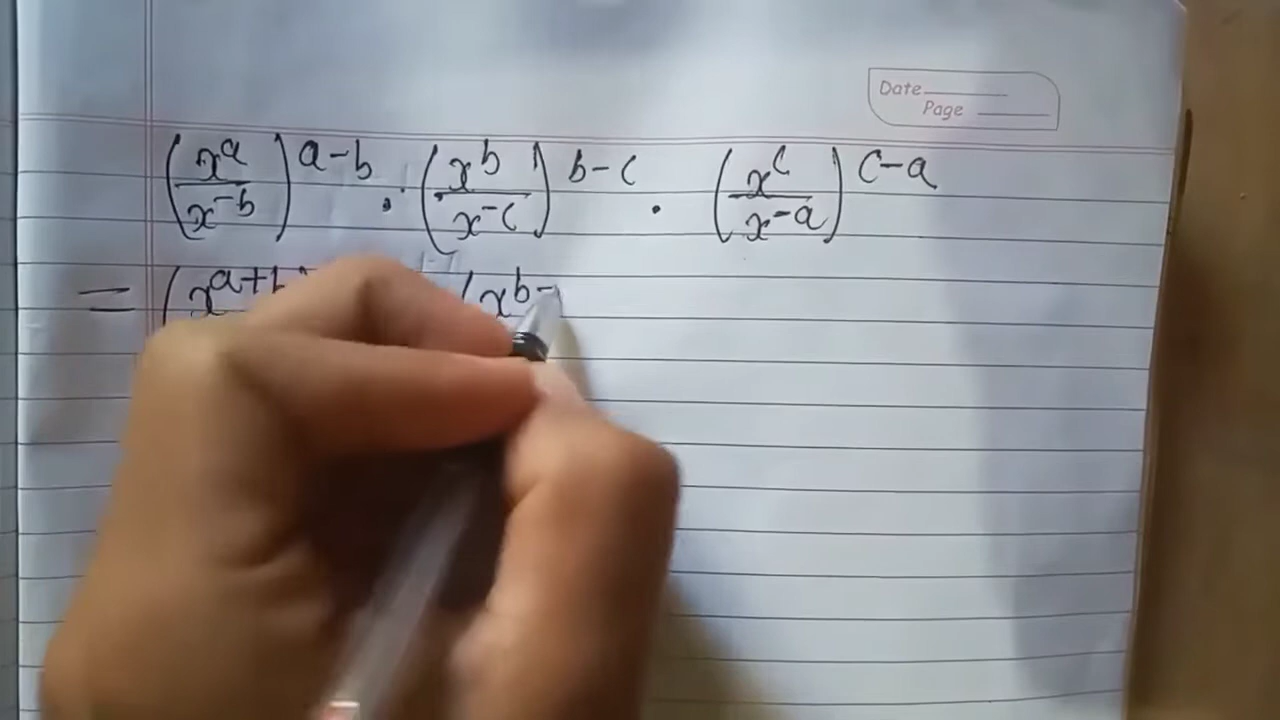 Date
Page
(x^a/x^-b)^a-b · (x^b/x^-c)^b-c · (x^c/x^-a)^c-a
= (x^a+b (x^b-